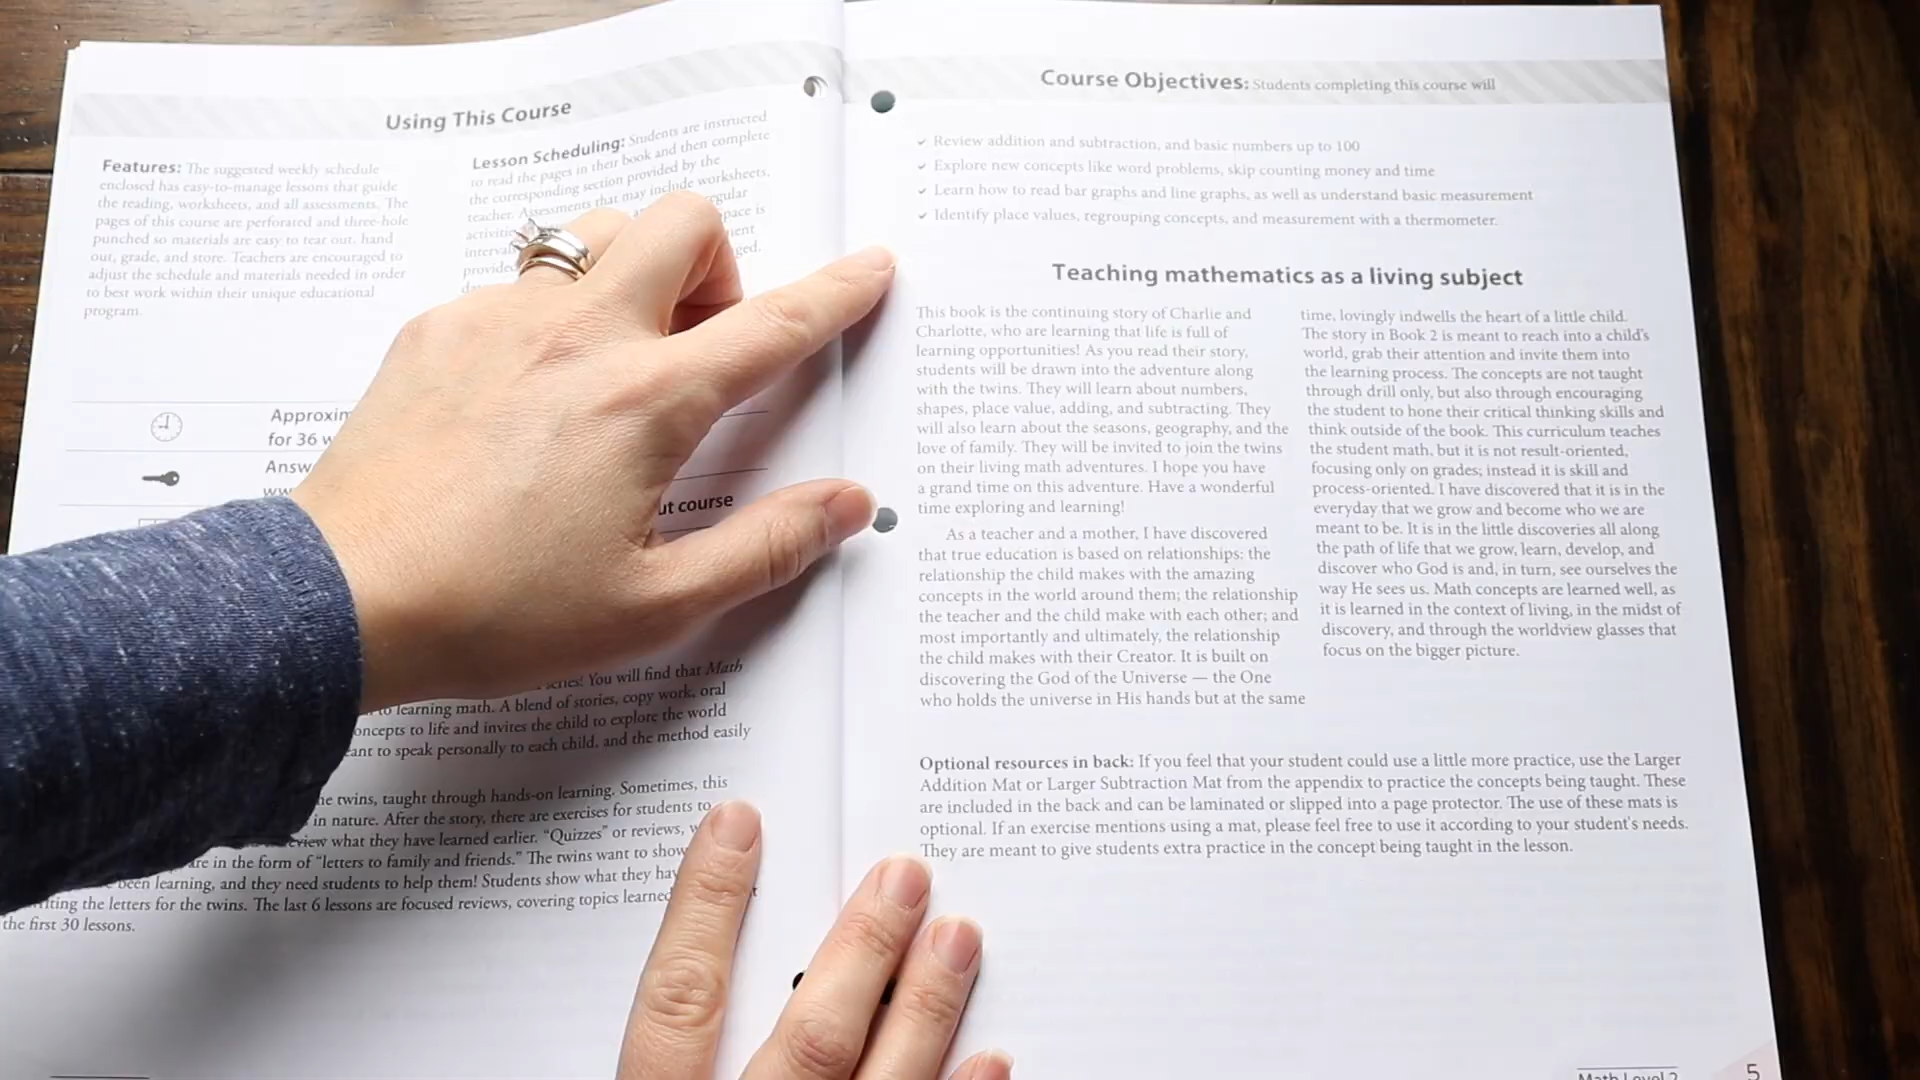 Using This Course
Features: The suggested weekly schedule
enclosed has easy-to-manage lessons that guide
the reading, worksheets, and all assessments. The
pages of this course are perforated and three-hole
punched so materials are easy to tear out, hand
out, grade, and store. Teachers are encouraged to
adjust the schedule and materials needed in order
to best work within their unique educational
program.
Lesson Scheduling: Students are instructed
to read the pages in their book and then complete
the corresponding section provided by the
teacher. Assessments that may include worksheets,
regular
space is
provided
for 36
ut course
You will find that Math
to learning math. A blend of stories, copy work, oral
oncepts to life and invites the child to explore the world
ant to speak personally to each child, and the method easily
he twins, taught through hands-on learning. Sometimes, this
in nature. After the story, there are exercises for students to
what they have learned earlier. "Quizzes" or reviews,
are in the form of "letters to family and friends." The twins want to show
been learning, and they need students to help them! Students show what they
the letters for the twins. The last 6 lessons are focused reviews, covering topics learned
the first 30 lessons.
Course Objectives: Students completing this course will
✓ Review addition and subtraction, and basic numbers up to 100
✓ Explore new concepts like word problems, skip counting money and time
✓ Learn how to read bar graphs and line graphs, as well as understand basic measurement
✓ Identify place values, regrouping concepts, and measurement with a thermometer.
Teaching mathematics as a living subject
This book is the continuing story of Charlie and
Charlotte, who are learning that life is full of
learning opportunities! As you read their story,
students will be drawn into the adventure along
with the twins. They will learn about numbers,
shapes, place value, adding, and subtracting. They
will also learn about the seasons, geography, and the
love of family. They will be invited to join the twins
on their living math adventures. I hope you have
a grand time on this adventure. Have a wonderful
time exploring and learning!
As a teacher and a mother, I have discovered
that true education is based on relationships: the
relationship the child makes with the amazing
concepts in the world around them; the relationship
the teacher and the child make with each other; and
most importantly and ultimately, the relationship
the child makes with their Creator. It is built on
discovering the God of the Universe — the One
who holds the universe in His hands but at the same
time, lovingly indwells the heart of a little child.
The story in Book 2 is meant to reach into a child's
world, grab their attention and invite them into
the learning process. The concepts are not taught
through drill only, but also through encouraging
the student to hone their critical thinking skills and
think outside of the book. This curriculum teaches
the student math, but it is not result-oriented,
focusing only on grades; instead it is skill and
process-oriented. I have discovered that it is in the
everyday that we grow and become who we are
meant to be. It is in the little discoveries all along
the path of life that we grow, learn, develop, and
discover who God is and, in turn, see ourselves the
way He sees us. Math concepts are learned well, as
it is learned in the context of living, in the midst of
discovery, and through the worldview glasses that
focus on the bigger picture.
Optional resources in back: If you feel that your student could use a little more practice, use the Larger
Addition Mat or Larger Subtraction Mat from the appendix to practice the concepts being taught. These
are included in the back and can be laminated or slipped into a page protector. The use of these mats is
optional. If an exercise mentions using a mat, please feel free to use it according to your student's needs.
They are meant to give students extra practice in the concept being taught in the lesson.
Math Level 2
5